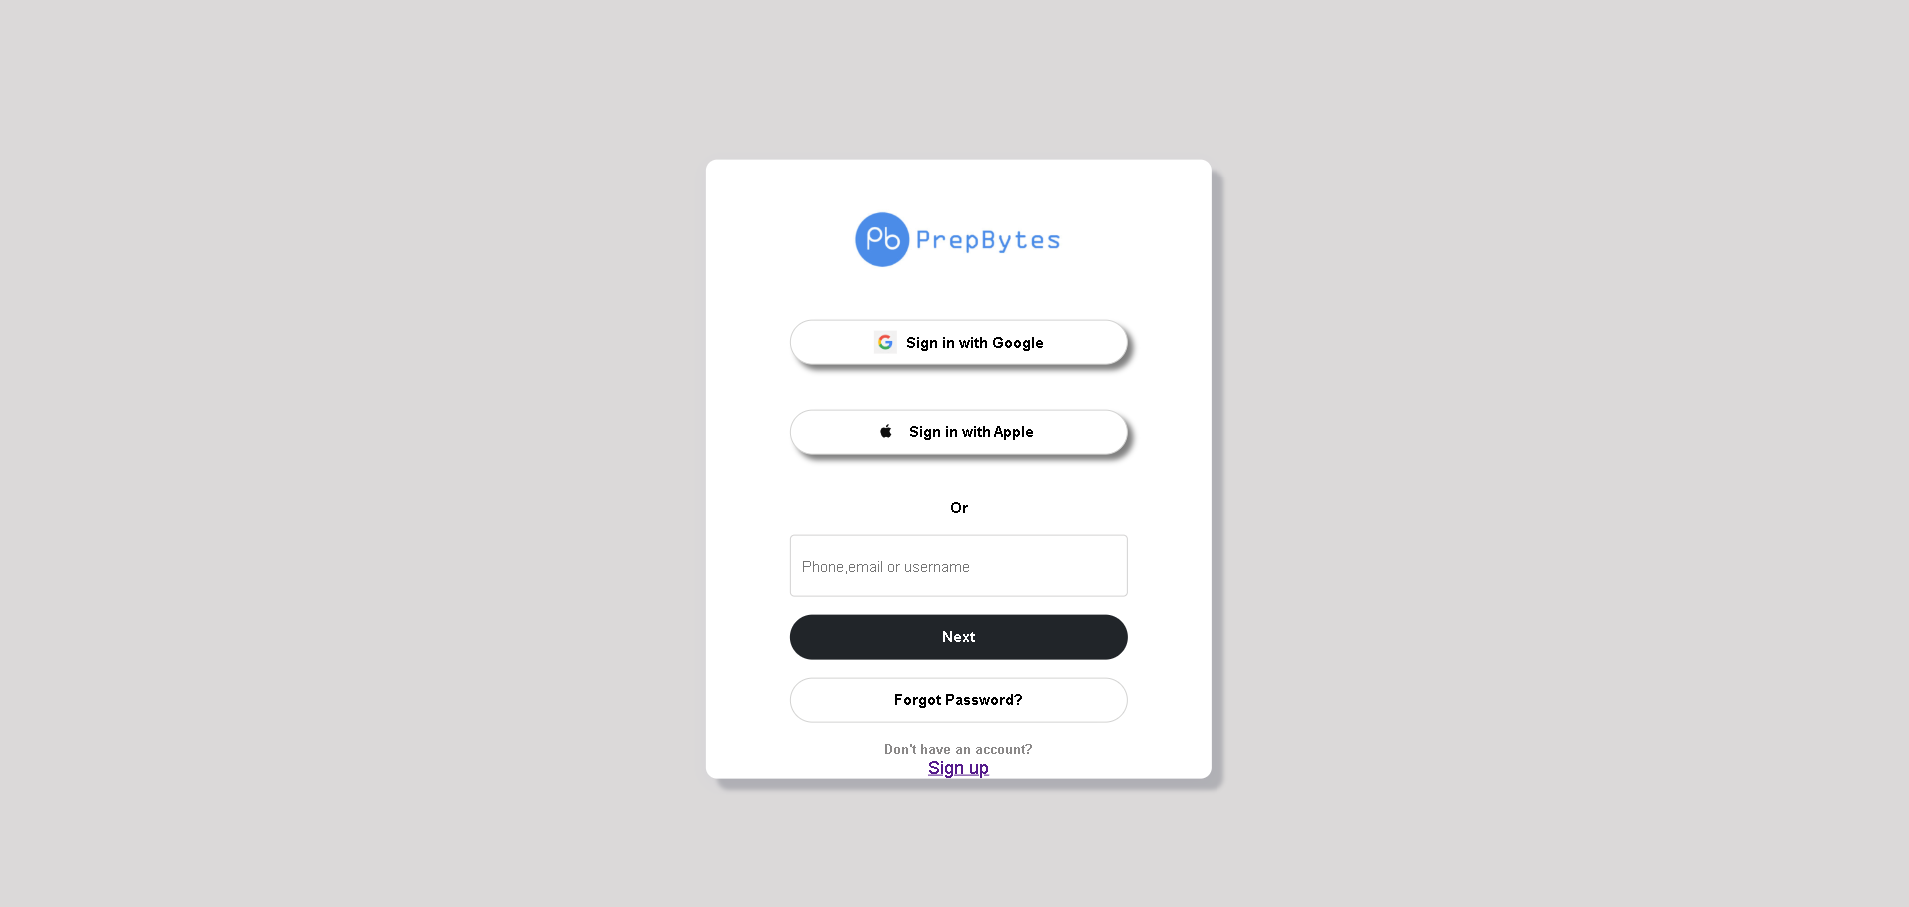 Pb PrepBytes
Sign in with Google
Sign in with Apple
Or
Phone,email or username
Next
Forgot Password?
Don't have an account?
Sign up